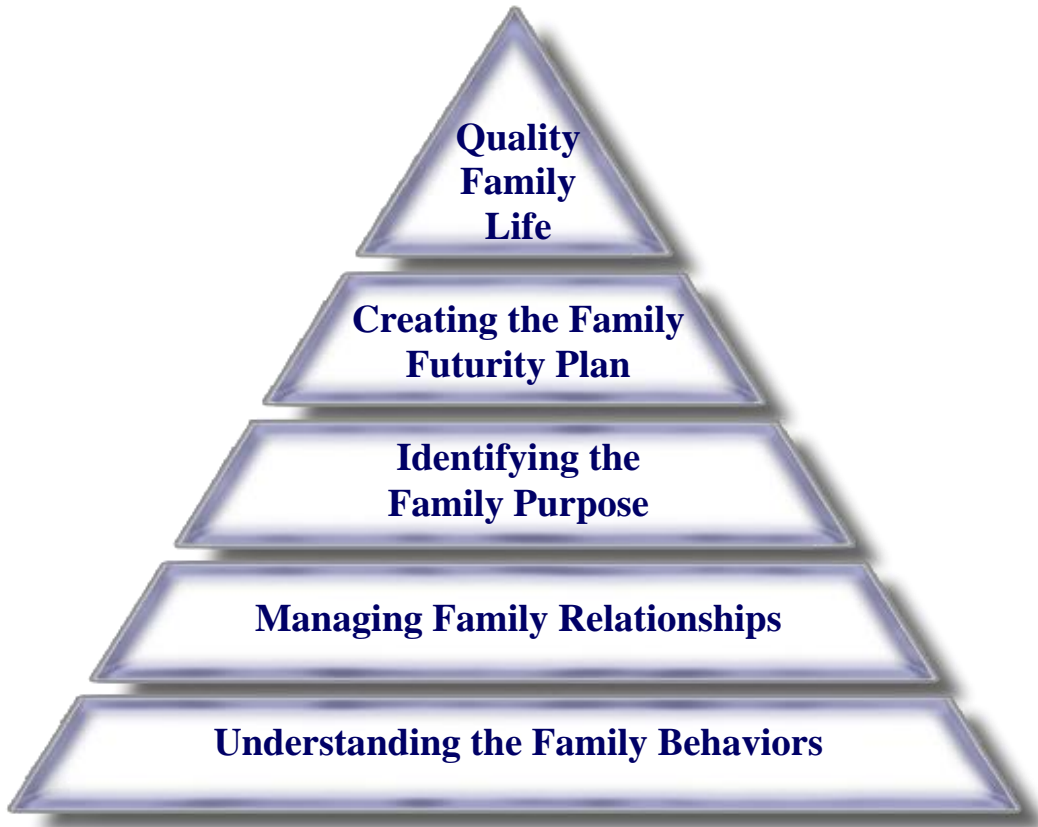 Quality
Family
Life
Creating the Family
Futurity Plan
Identifying the
Family Purpose
Managing Family Relationships
Understanding the Family Behaviors